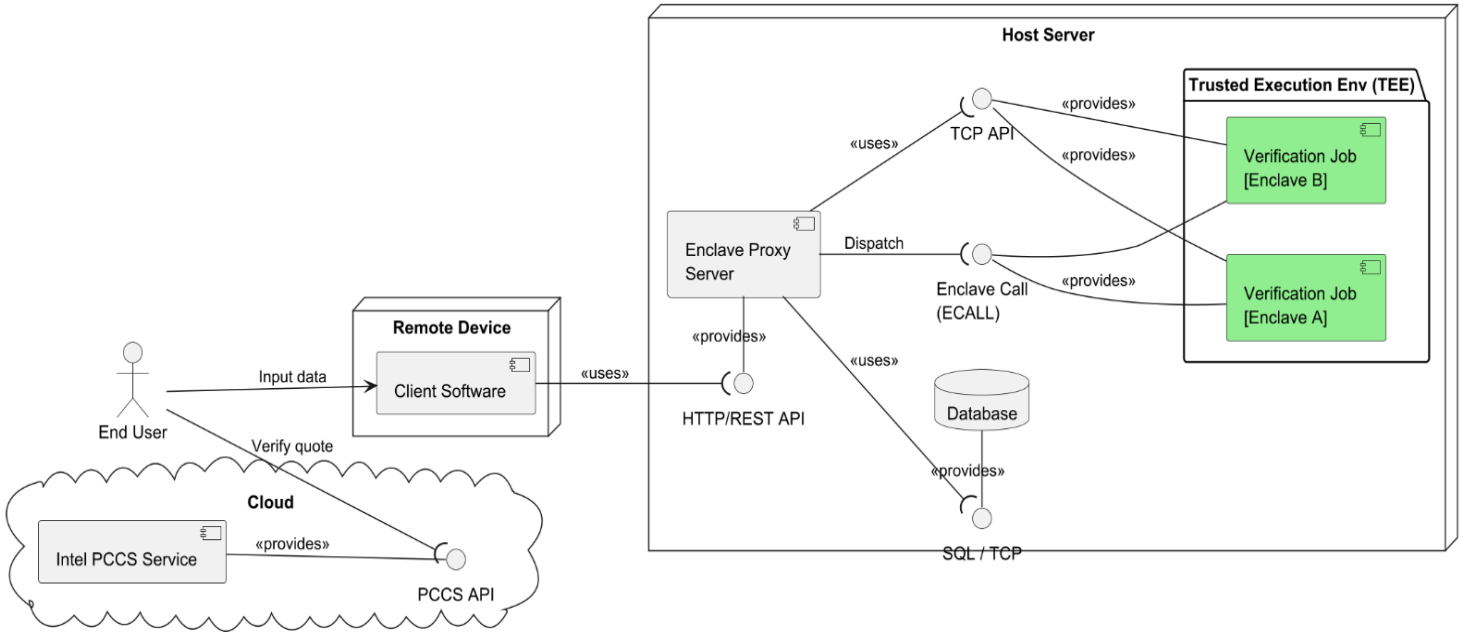 Host Server
Trusted Execution Env (TEE)
«provides»
TCP API
«uses»
«provides»
Verification Job
[Enclave B]
Enclave Proxy
Server
Dispatch
Enclave Call
(ECALL)
«provides»
Verification Job
[Enclave A]
Remote Device
Client Software
Input data
End User
«uses»
«provides»
HTTP/REST API
«uses»
Database
«provides»
SQL / TCP
Verify quote
Cloud
Intel PCCS Service
«provides»
PCCS API